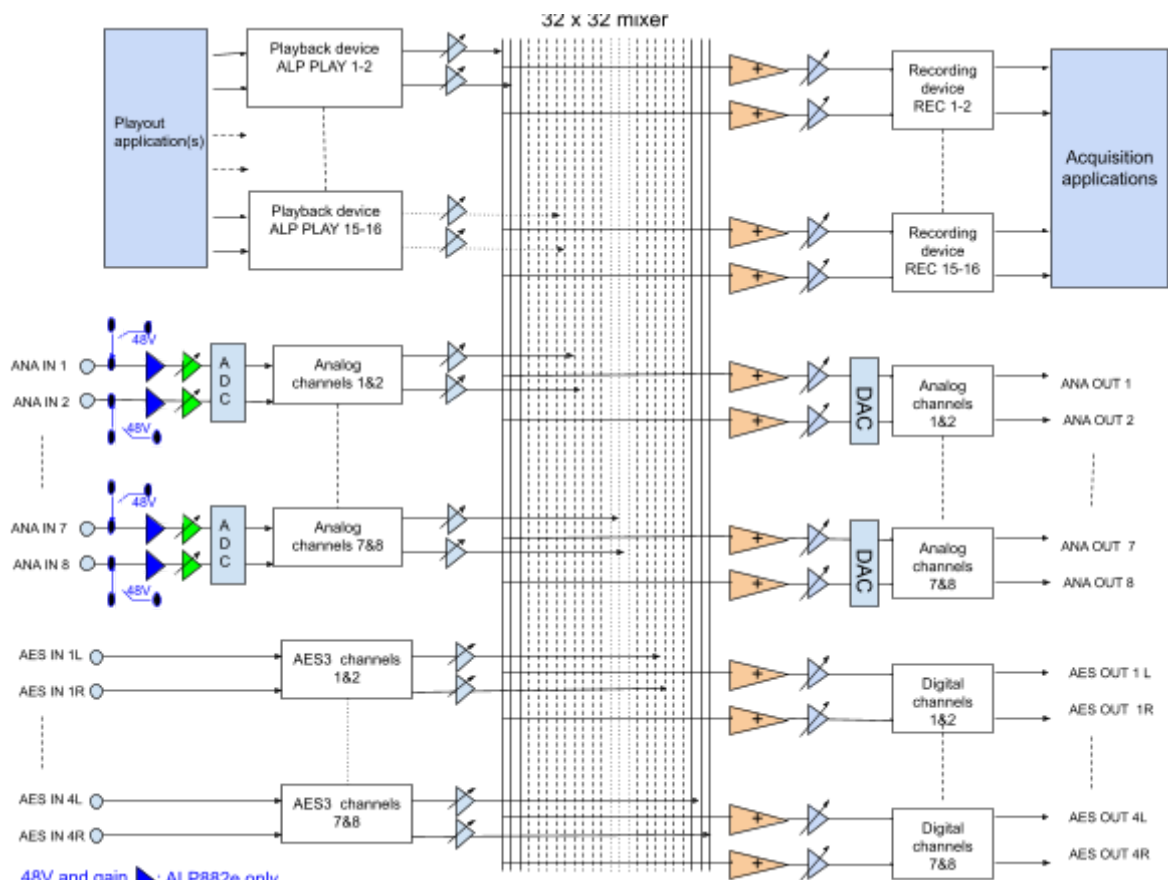 32 x 32 mixer
Playout
application(s)
Playback device
ALP PLAY 1-2
Playback device
ALP PLAY 15-16
Recording
device
REC 1-2
Recording
device
REC 15-16
Acquisition
applications
ANA IN 1
ANA IN 2
48V
48V
A
D
C
Analog
channels 1&2
DAC
Analog
channels
1&2
ANA OUT 1
ANA OUT 2
ANA IN 7
ANA IN 8
48V
48V
A
D
C
Analog
channels 7&8
DAC
Analog
channels
7&8
ANA OUT 7
ANA OUT 8
AES IN 1L
AES IN 1R
AES3 channels
1&2
Digital
channels
1&2
AES OUT 1 L
AES OUT 1R
AES IN 4L
AES IN 4R
AES3 channels
7&8
Digital
channels
7&8
AES OUT 4L
AES OUT 4R
48V and gain : ALP882e only